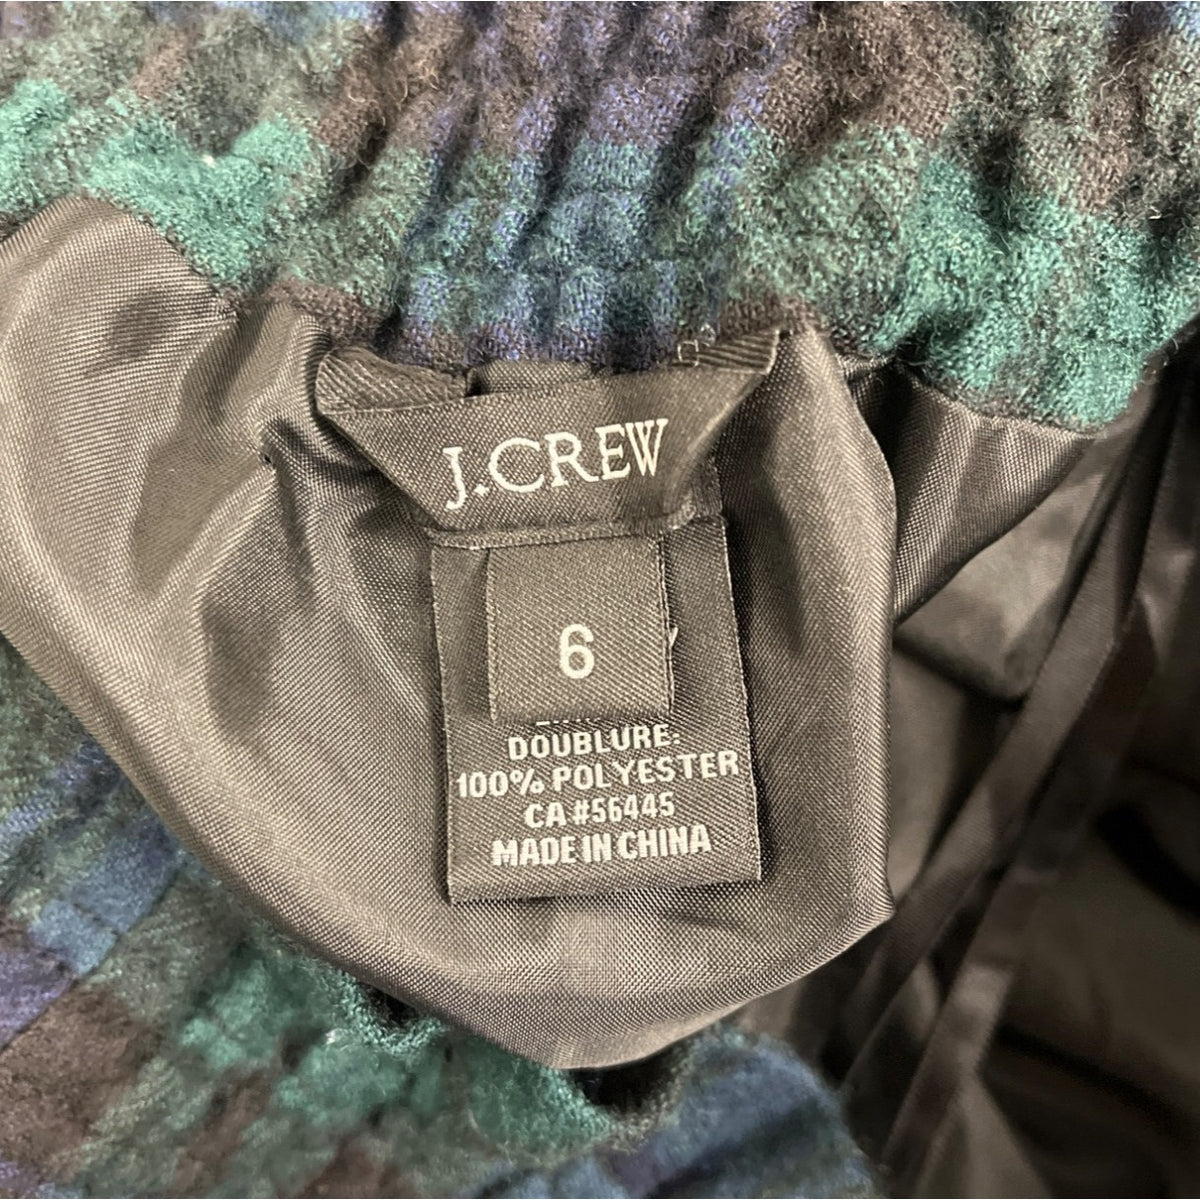 J.CREW
6
DOUBLURE:
100% POLYESTER
CA #56445
MADE IN CHINA